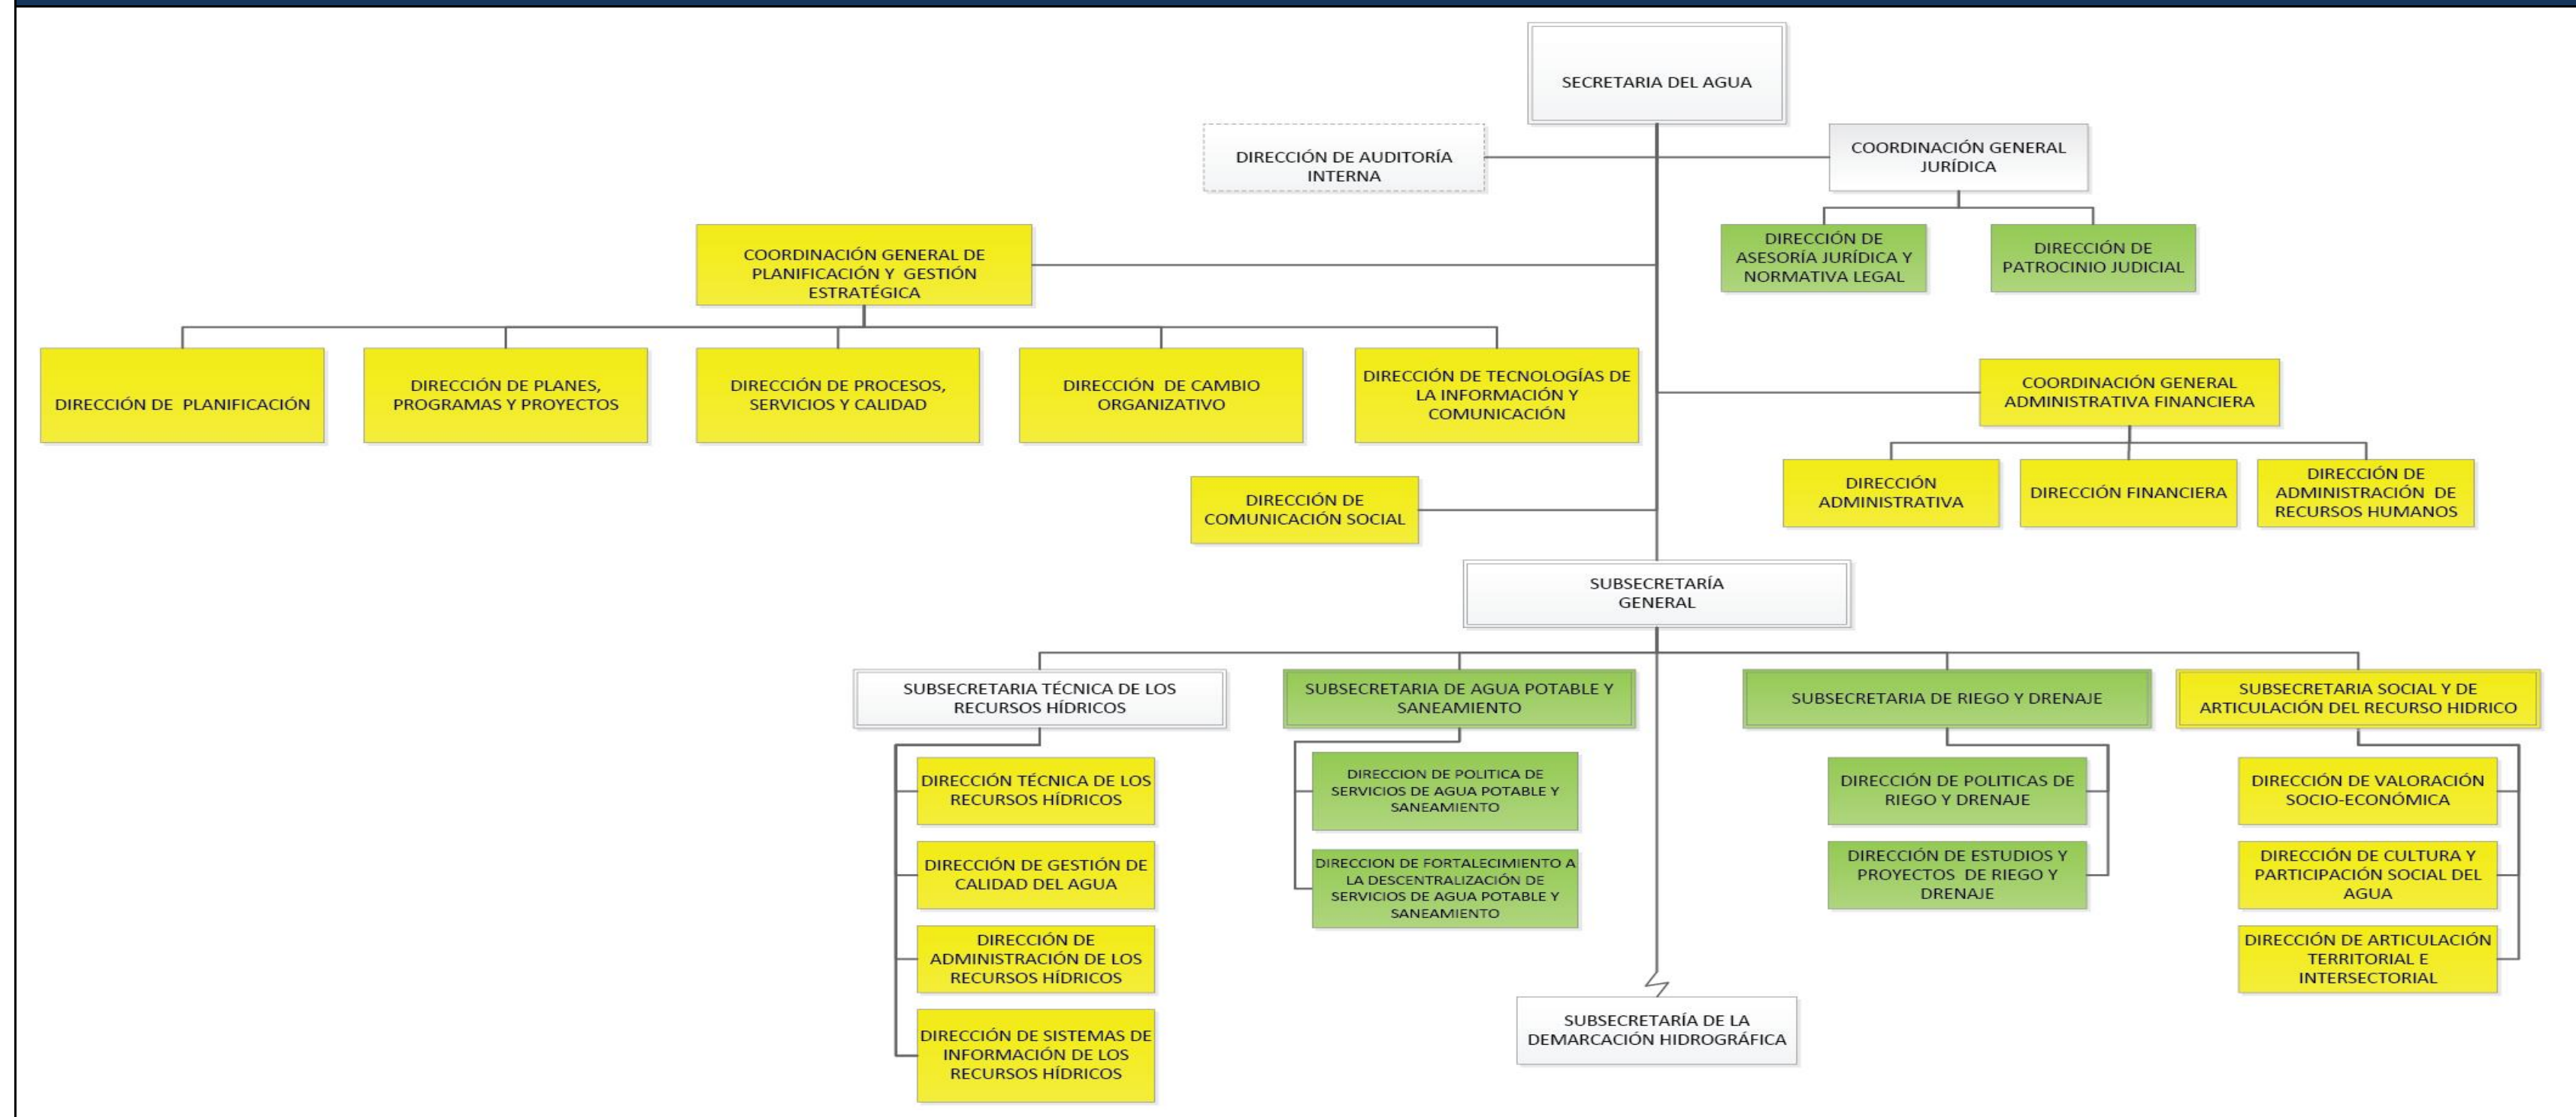 SECRETARIA DEL AGUA
DIRECCIÓN DE AUDITORÍA
INTERNA
COORDINACIÓN GENERAL
JURÍDICA
DIRECCIÓN DE
ASESORÍA JURÍDICA Y
NORMATIVA LEGAL
DIRECCIÓN DE
PATROCINIO JUDICIAL
COORDINACIÓN GENERAL DE
PLANIFICACIÓN Y GESTIÓN
ESTRATÉGICA
DIRECCIÓN DE PLANIFICACIÓN
DIRECCIÓN DE PLANES,
PROGRAMAS Y PROYECTOS
DIRECCIÓN DE PROCESOS,
SERVICIOS Y CALIDAD
DIRECCIÓN DE CAMBIO
ORGANIZATIVO
DIRECCIÓN DE TECNOLOGÍAS DE
LA INFORMACIÓN Y
COMUNICACIÓN
COORDINACIÓN GENERAL
ADMINISTRATIVA FINANCIERA
DIRECCIÓN
ADMINISTRATIVA
DIRECCIÓN FINANCIERA
DIRECCIÓN DE
ADMINISTRACIÓN DE
RECURSOS HUMANOS
DIRECCIÓN DE
COMUNICACIÓN SOCIAL
SUBSECRETARÍA
GENERAL
SUBSECRETARIA TÉCNICA DE LOS
RECURSOS HÍDRICOS
DIRECCIÓN TÉCNICA DE LOS
RECURSOS HÍDRICOS
DIRECCIÓN DE GESTIÓN DE
CALIDAD DEL AGUA
DIRECCIÓN DE
ADMINISTRACIÓN DE LOS
RECURSOS HÍDRICOS
DIRECCIÓN DE SISTEMAS DE
INFORMACIÓN DE LOS
RECURSOS HÍDRICOS
SUBSECRETARIA DE AGUA POTABLE Y
SANEAMIENTO
DIRECCION DE POLITICA DE
SERVICIOS DE AGUA POTABLE Y
SANEAMIENTO
DIRECCION DE FORTALECIMIENTO A
LA DESCENTRALIZACIÓN DE
SERVICIOS DE AGUA POTABLE Y
SANEAMIENTO
SUBSECRETARIA DE RIEGO Y DRENAJE
DIRECCIÓN DE POLITICAS DE
RIEGO Y DRENAJE
DIRECCIÓN DE ESTUDIOS Y
PROYECTOS DE RIEGO Y
DRENAJE
SUBSECRETARIA SOCIAL Y DE
ARTICULACIÓN DEL RECURSO HIDRICO
DIRECCIÓN DE VALORACIÓN
SOCIO-ECONÓMICA
DIRECCIÓN DE CULTURA Y
PARTICIPACIÓN SOCIAL DEL
AGUA
DIRECCIÓN DE ARTICULACIÓN
TERRITORIAL E
INTERSECTORIAL
SUBSECRETARÍA DE LA
DEMARCACIÓN HIDROGRÁFICA